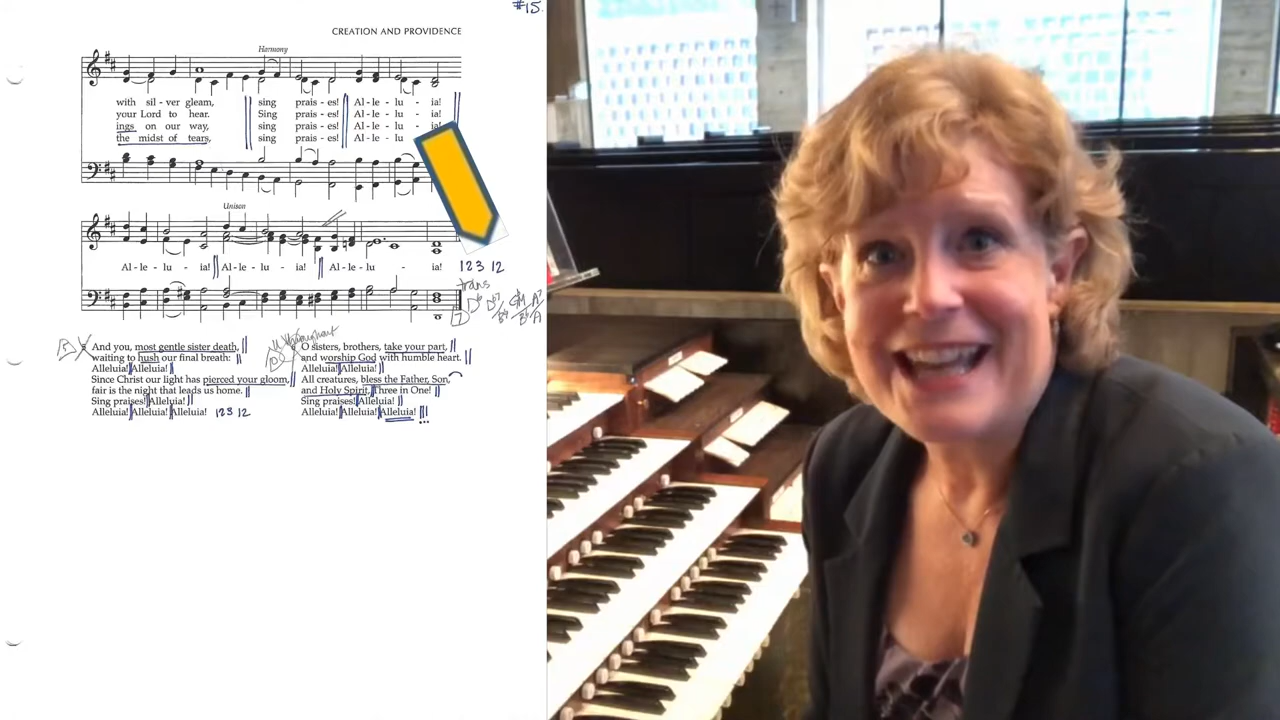 #15.
CREATION AND PROVIDENCE
Harmony
with sil - ver gleam, sing prais - es! Al - le - lu - ia!
your Lord to hear. Sing prais - es! Al - le - lu - ia!
ings on our way, sing prais - es! Al - le - lu - ia!
the midst of tears, sing prais - es! Al - le - lu - ia!
Unison
Al - le - lu - ia! Al - le - lu - ia! Al - le - lu - ia! 123 12
trans
And you, most gentle sister death,
waiting to hush our final breath:
Alleluia! Alleluia!
Since Christ our light has pierced your gloom,
fair is the night that leads us home.
Sing praises! Alleluia!
Alleluia! Alleluia! Alleluia! 123 12
O sisters, brothers, take your part,
and worship God with humble heart.
Alleluia! Alleluia!
All creatures, bless the Father, Son,
and Holy Spirit, Three in One!
Sing praises! Alleluia!
Alleluia! Alleluia! Alleluia!!!